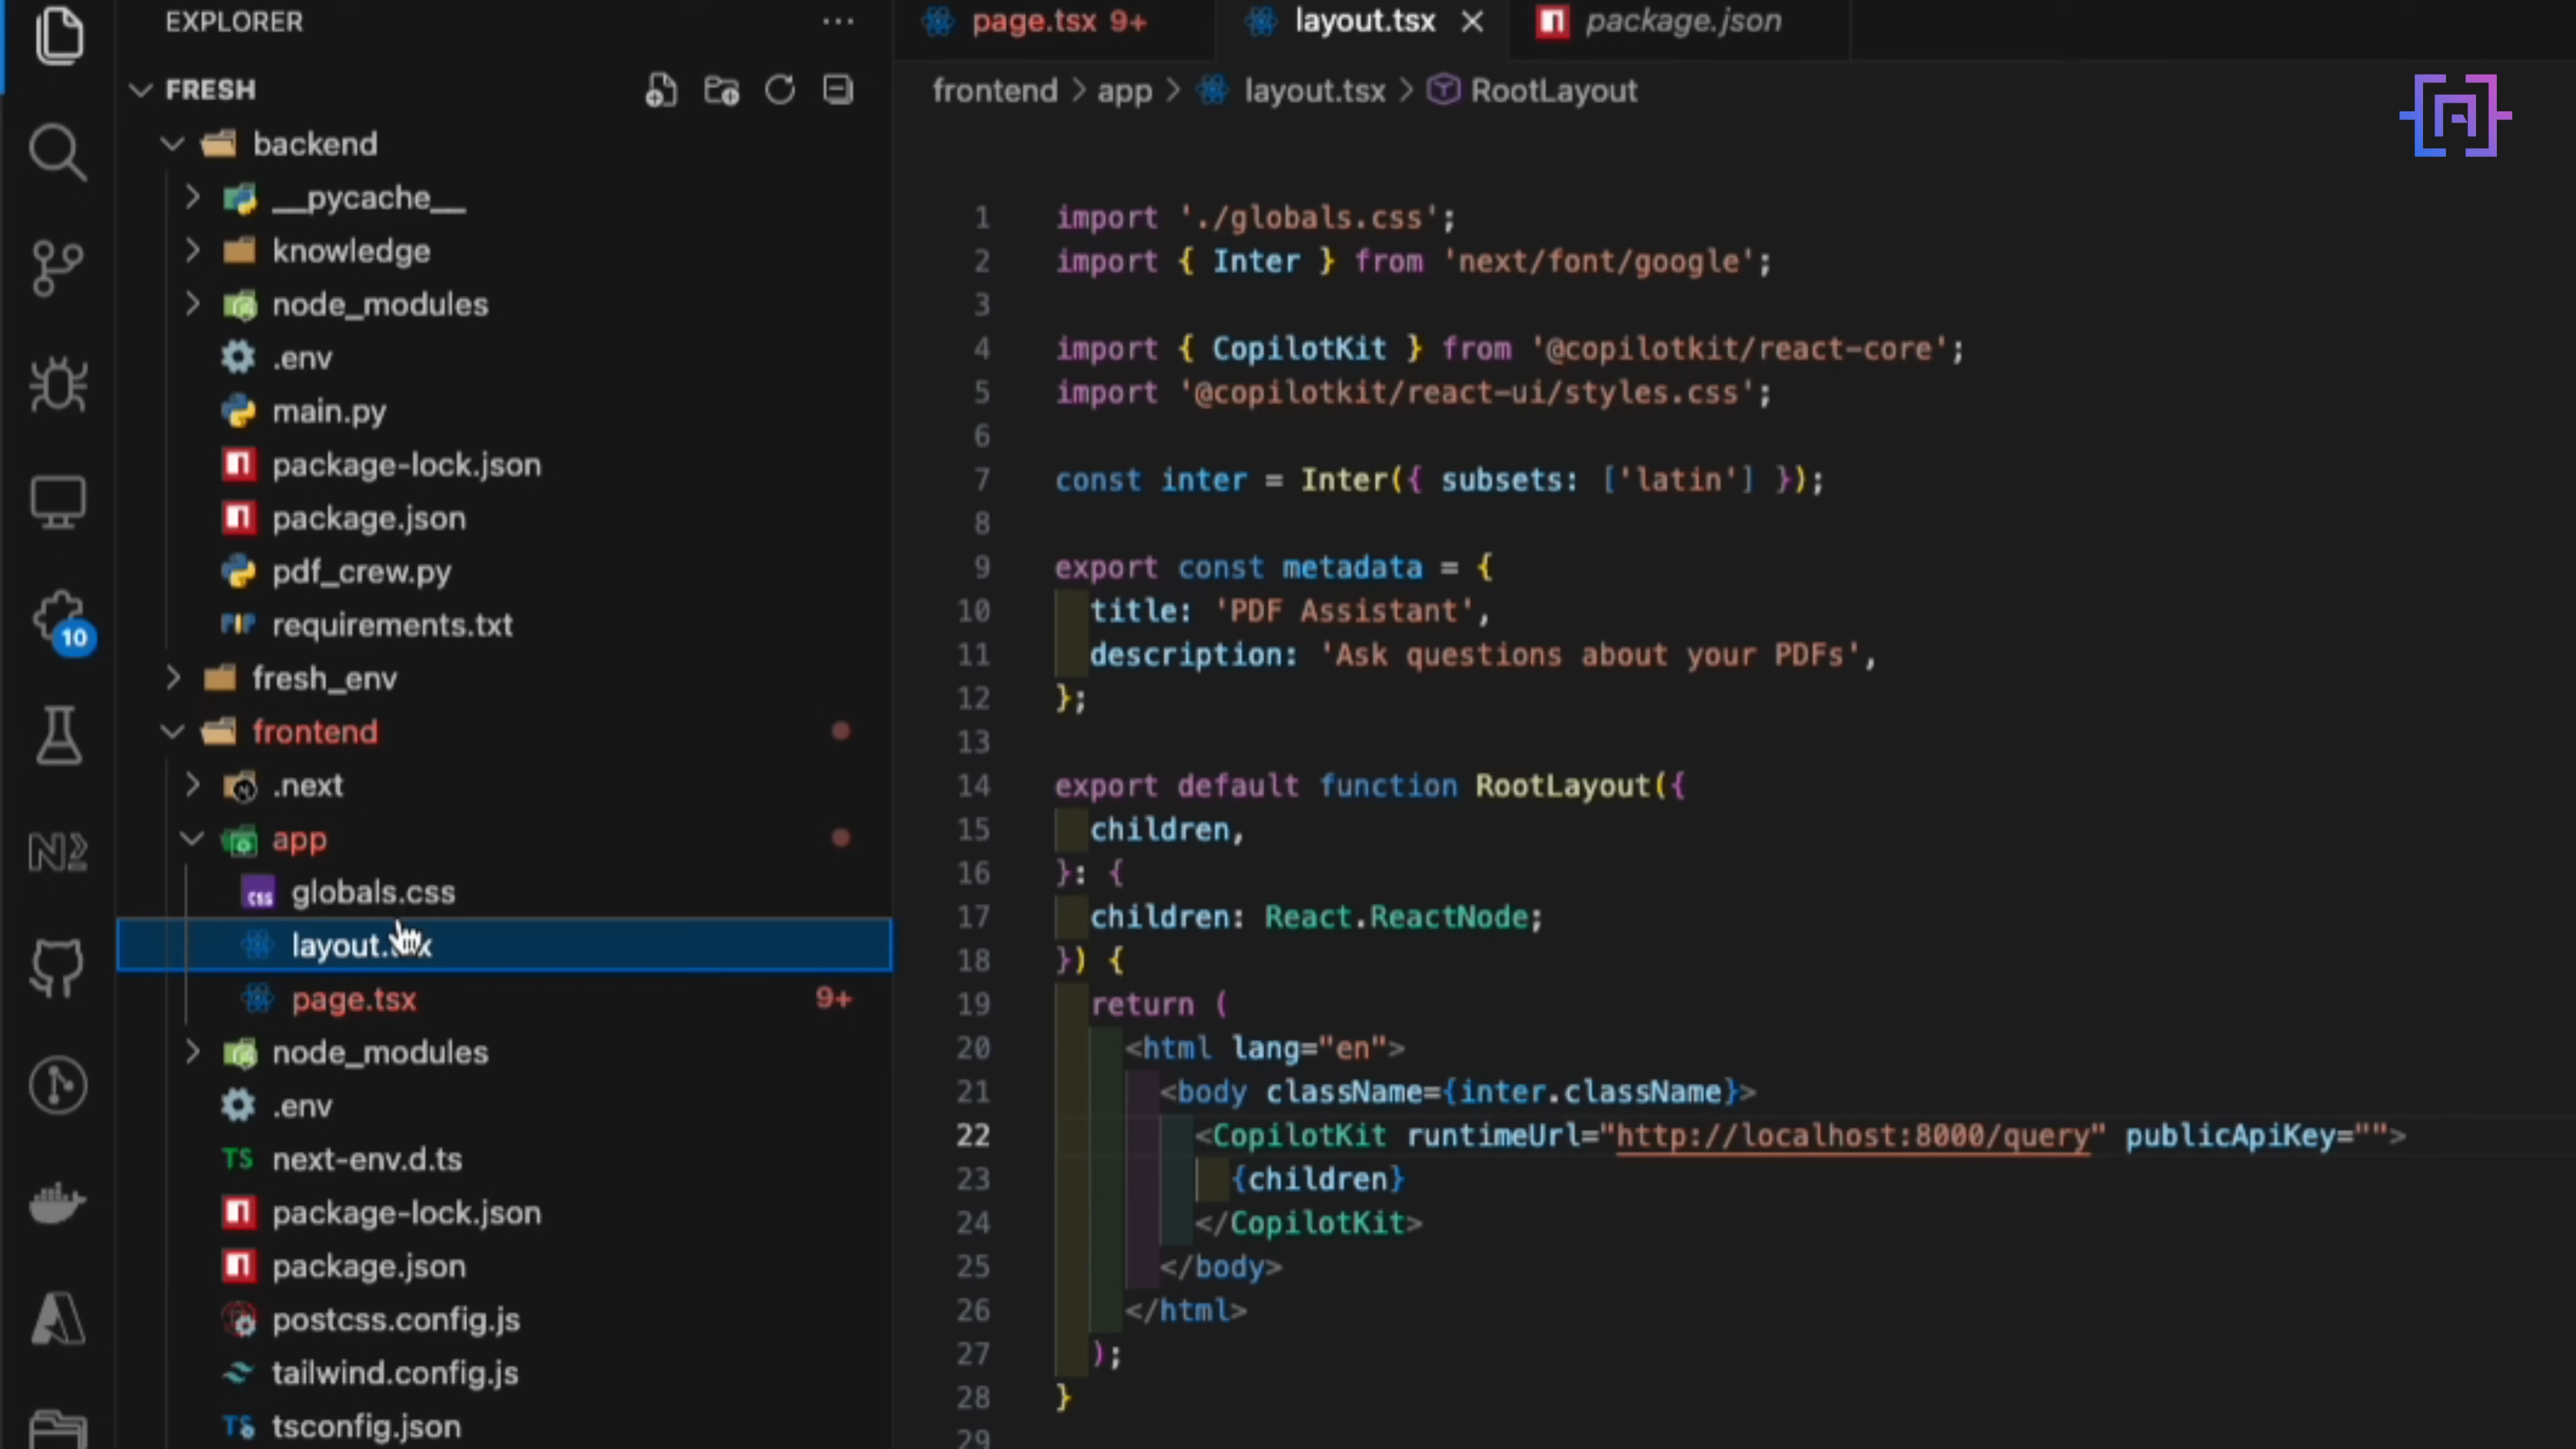 EXPLORER
FRESH
backend
__pycache__
knowledge
node_modules
.env
main.py
package-lock.json
package.json
pdf_crew.py
requirements.txt
fresh_env
frontend
.next
app
globals.css
layout.tsx
page.tsx 9+
node_modules
.env
next-env.d.ts
package-lock.json
package.json
postcss.config.js
tailwind.config.js
tsconfig.json
10
page.tsx 9+
layout.tsx
package.json
frontend > app > layout.tsx > RootLayout
1 import './globals.css';
2 import { Inter } from 'next/font/google';
3
4 import { CopilotKit } from '@copilotkit/react-core';
5 import '@copilotkit/react-ui/styles.css';
6
7 const inter = Inter({ subsets: ['latin'] });
8
9 export const metadata = {
10 title: 'PDF Assistant',
11 description: 'Ask questions about your PDFs',
12 };
13
14 export default function RootLayout({
15 children,
16 }: {
17 children: React.ReactNode;
18 }) {
19 return (
20 <html lang="en">
21 <body className={inter.className}>
22 <CopilotKit runtimeUrl="http://localhost:8000/query" publicApiKey="">
23 {children}
24 </CopilotKit>
25 </body>
26 </html>
27 );
28 }
29